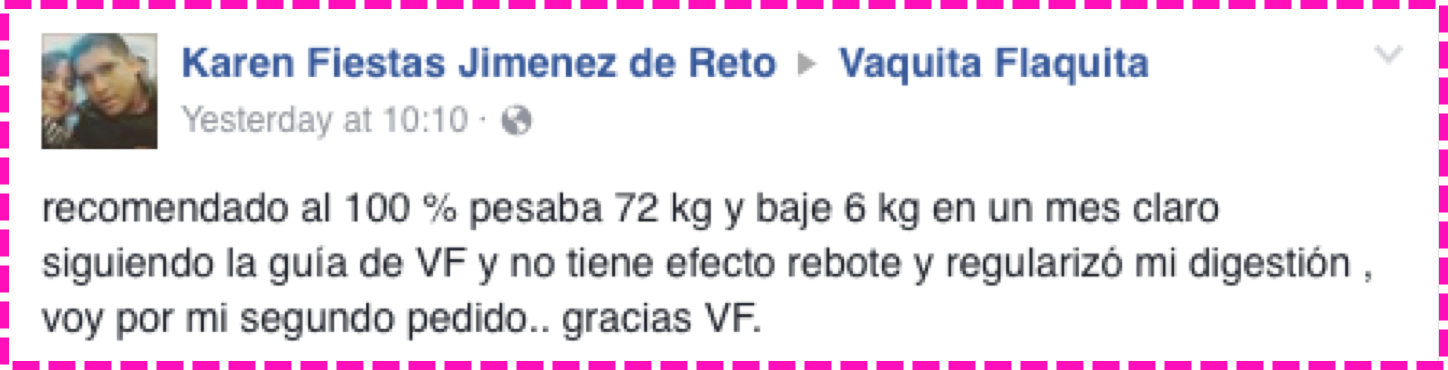 Karen Fiestas Jimenez de Reto ▸ Vaquita Flaquita
Yesterday at 10:10 ·
recomendado al 100 % pesaba 72 kg y baje 6 kg en un mes claro
siguiendo la guía de VF y no tiene efecto rebote y regularizó mi digestión ,
voy por mi segundo pedido.. gracias VF.